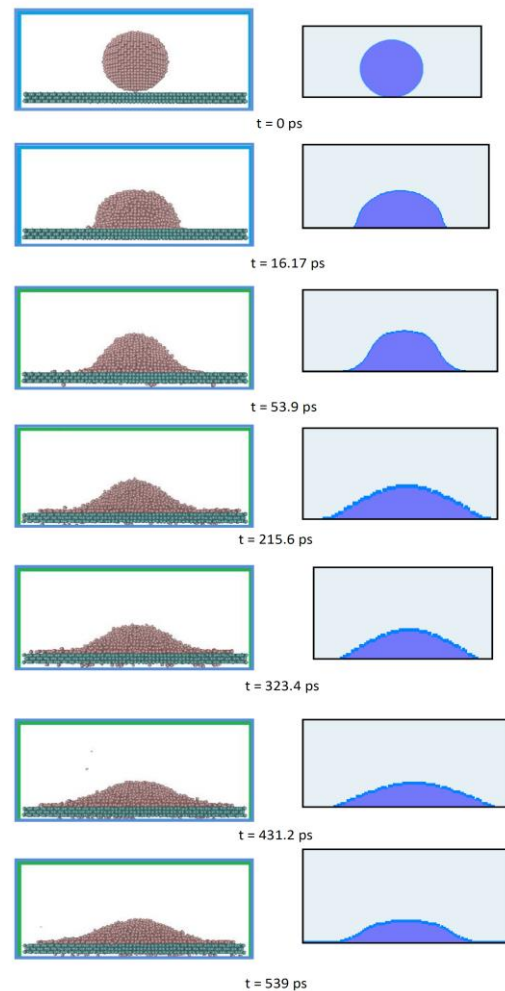 t = 0 ps
t = 16.17 ps
t = 53.9 ps
t = 215.6 ps
t = 323.4 ps
t = 431.2 ps
t = 539 ps